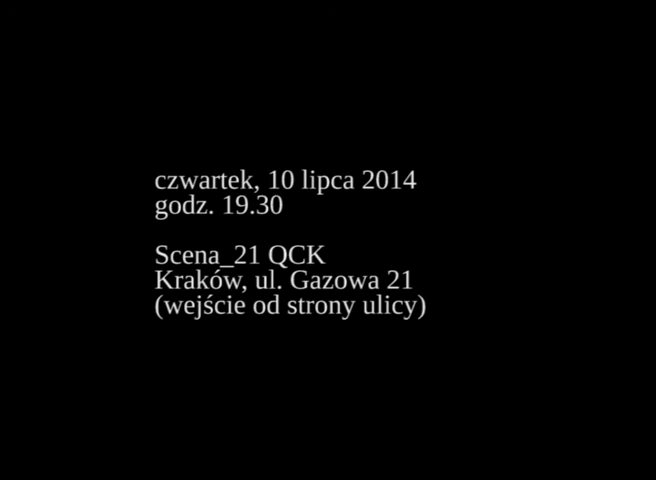 czwartek, 10 lipca 2014
godz. 19.30
Scena_21 QCK
Kraków, ul. Gazowa 21
(wejście od strony ulicy)